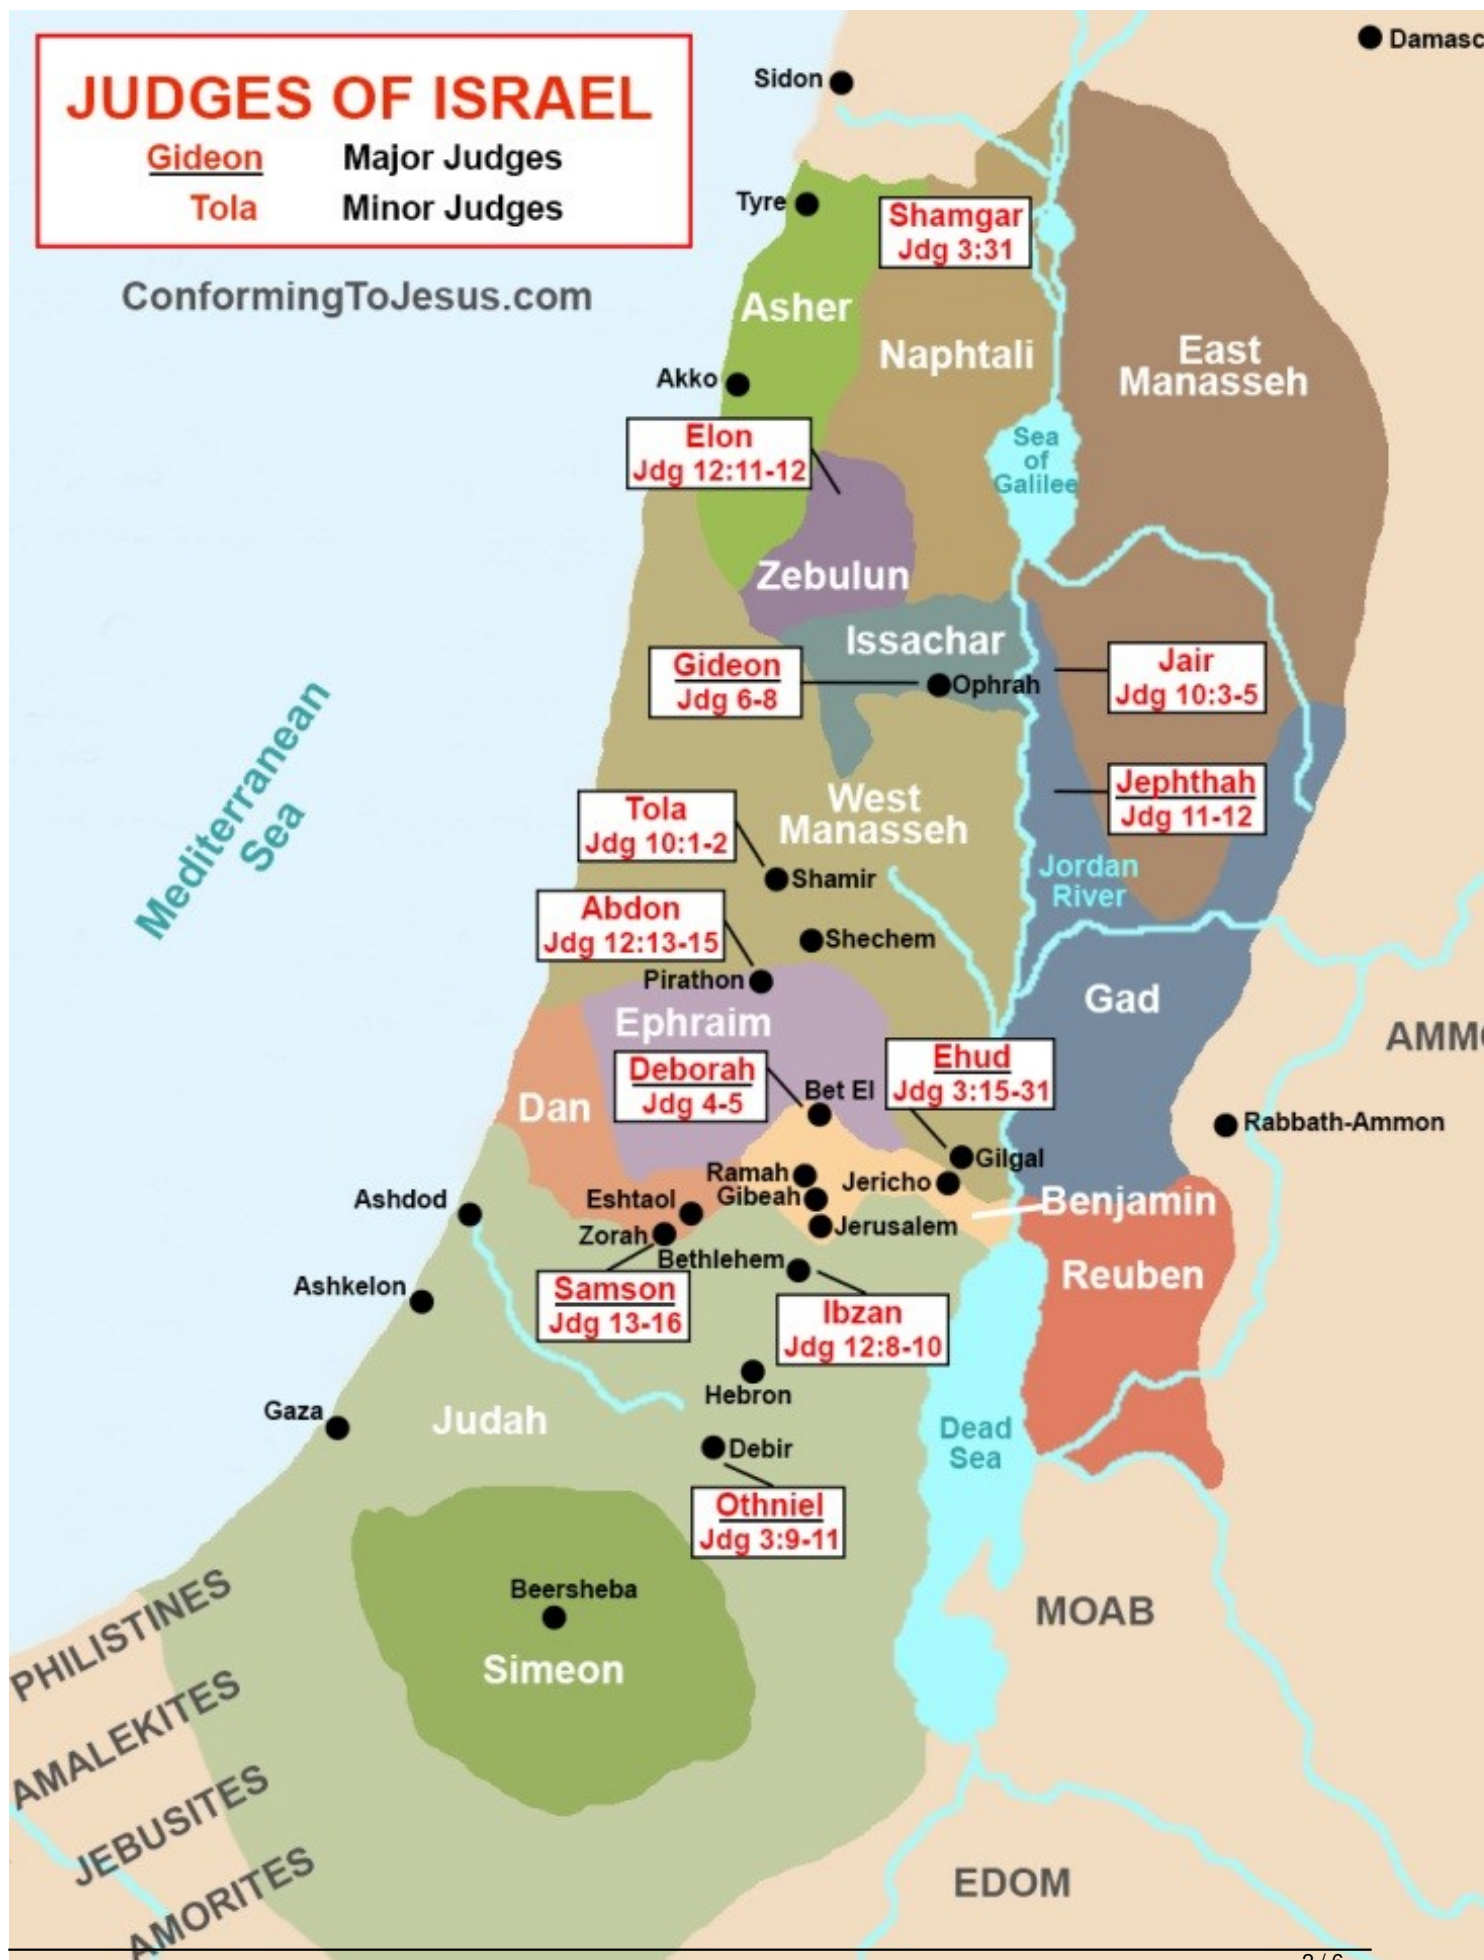 JUDGES OF ISRAEL
Gideon Major Judges
Tola Minor Judges
ConformingToJesus.com
Damasc
Sidon
Tyre
Shamgar
Jdg 3:31
Asher
Naphtali
East
Manasseh
Akko
Elon
Jdg 12:11-12
Sea
of
Galilee
Zebulun
Issachar
Gideon
Jdg 6-8
Ophrah
Jair
Jdg 10:3-5
Mediterranean
Sea
West
Manasseh
Jephthah
Jdg 11-12
Tola
Jdg 10:1-2
Shamir
Jordan
River
Abdon
Jdg 12:13-15
Shechem
Pirathon
Ephraim
Gad
AMMO
Deborah
Jdg 4-5
Bet El
Ehud
Jdg 3:15-31
Dan
Rabbath-Ammon
Gilgal
Ramah
Jericho
Gibeah
Benjamin
Ashdod
Eshtaol
Zorah
Jerusalem
Bethlehem
Reuben
Ashkelon
Samson
Jdg 13-16
Ibzan
Jdg 12:8-10
Hebron
Gaza
Judah
Debir
Dead
Sea
Othniel
Jdg 3:9-11
Beersheba
Simeon
MOAB
PHILISTINES
AMALEKITES
JEBUSITES
AMORITES
EDOM